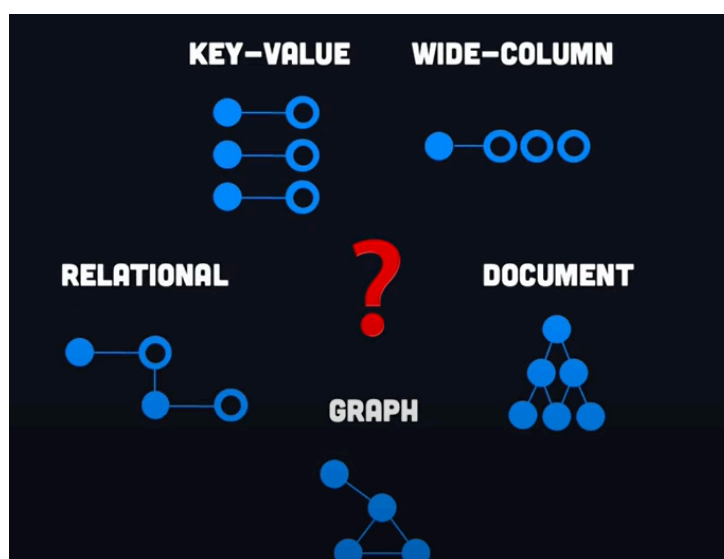 KEY-VALUE
WIDE-COLUMN
?
RELATIONAL
DOCUMENT
GRAPH